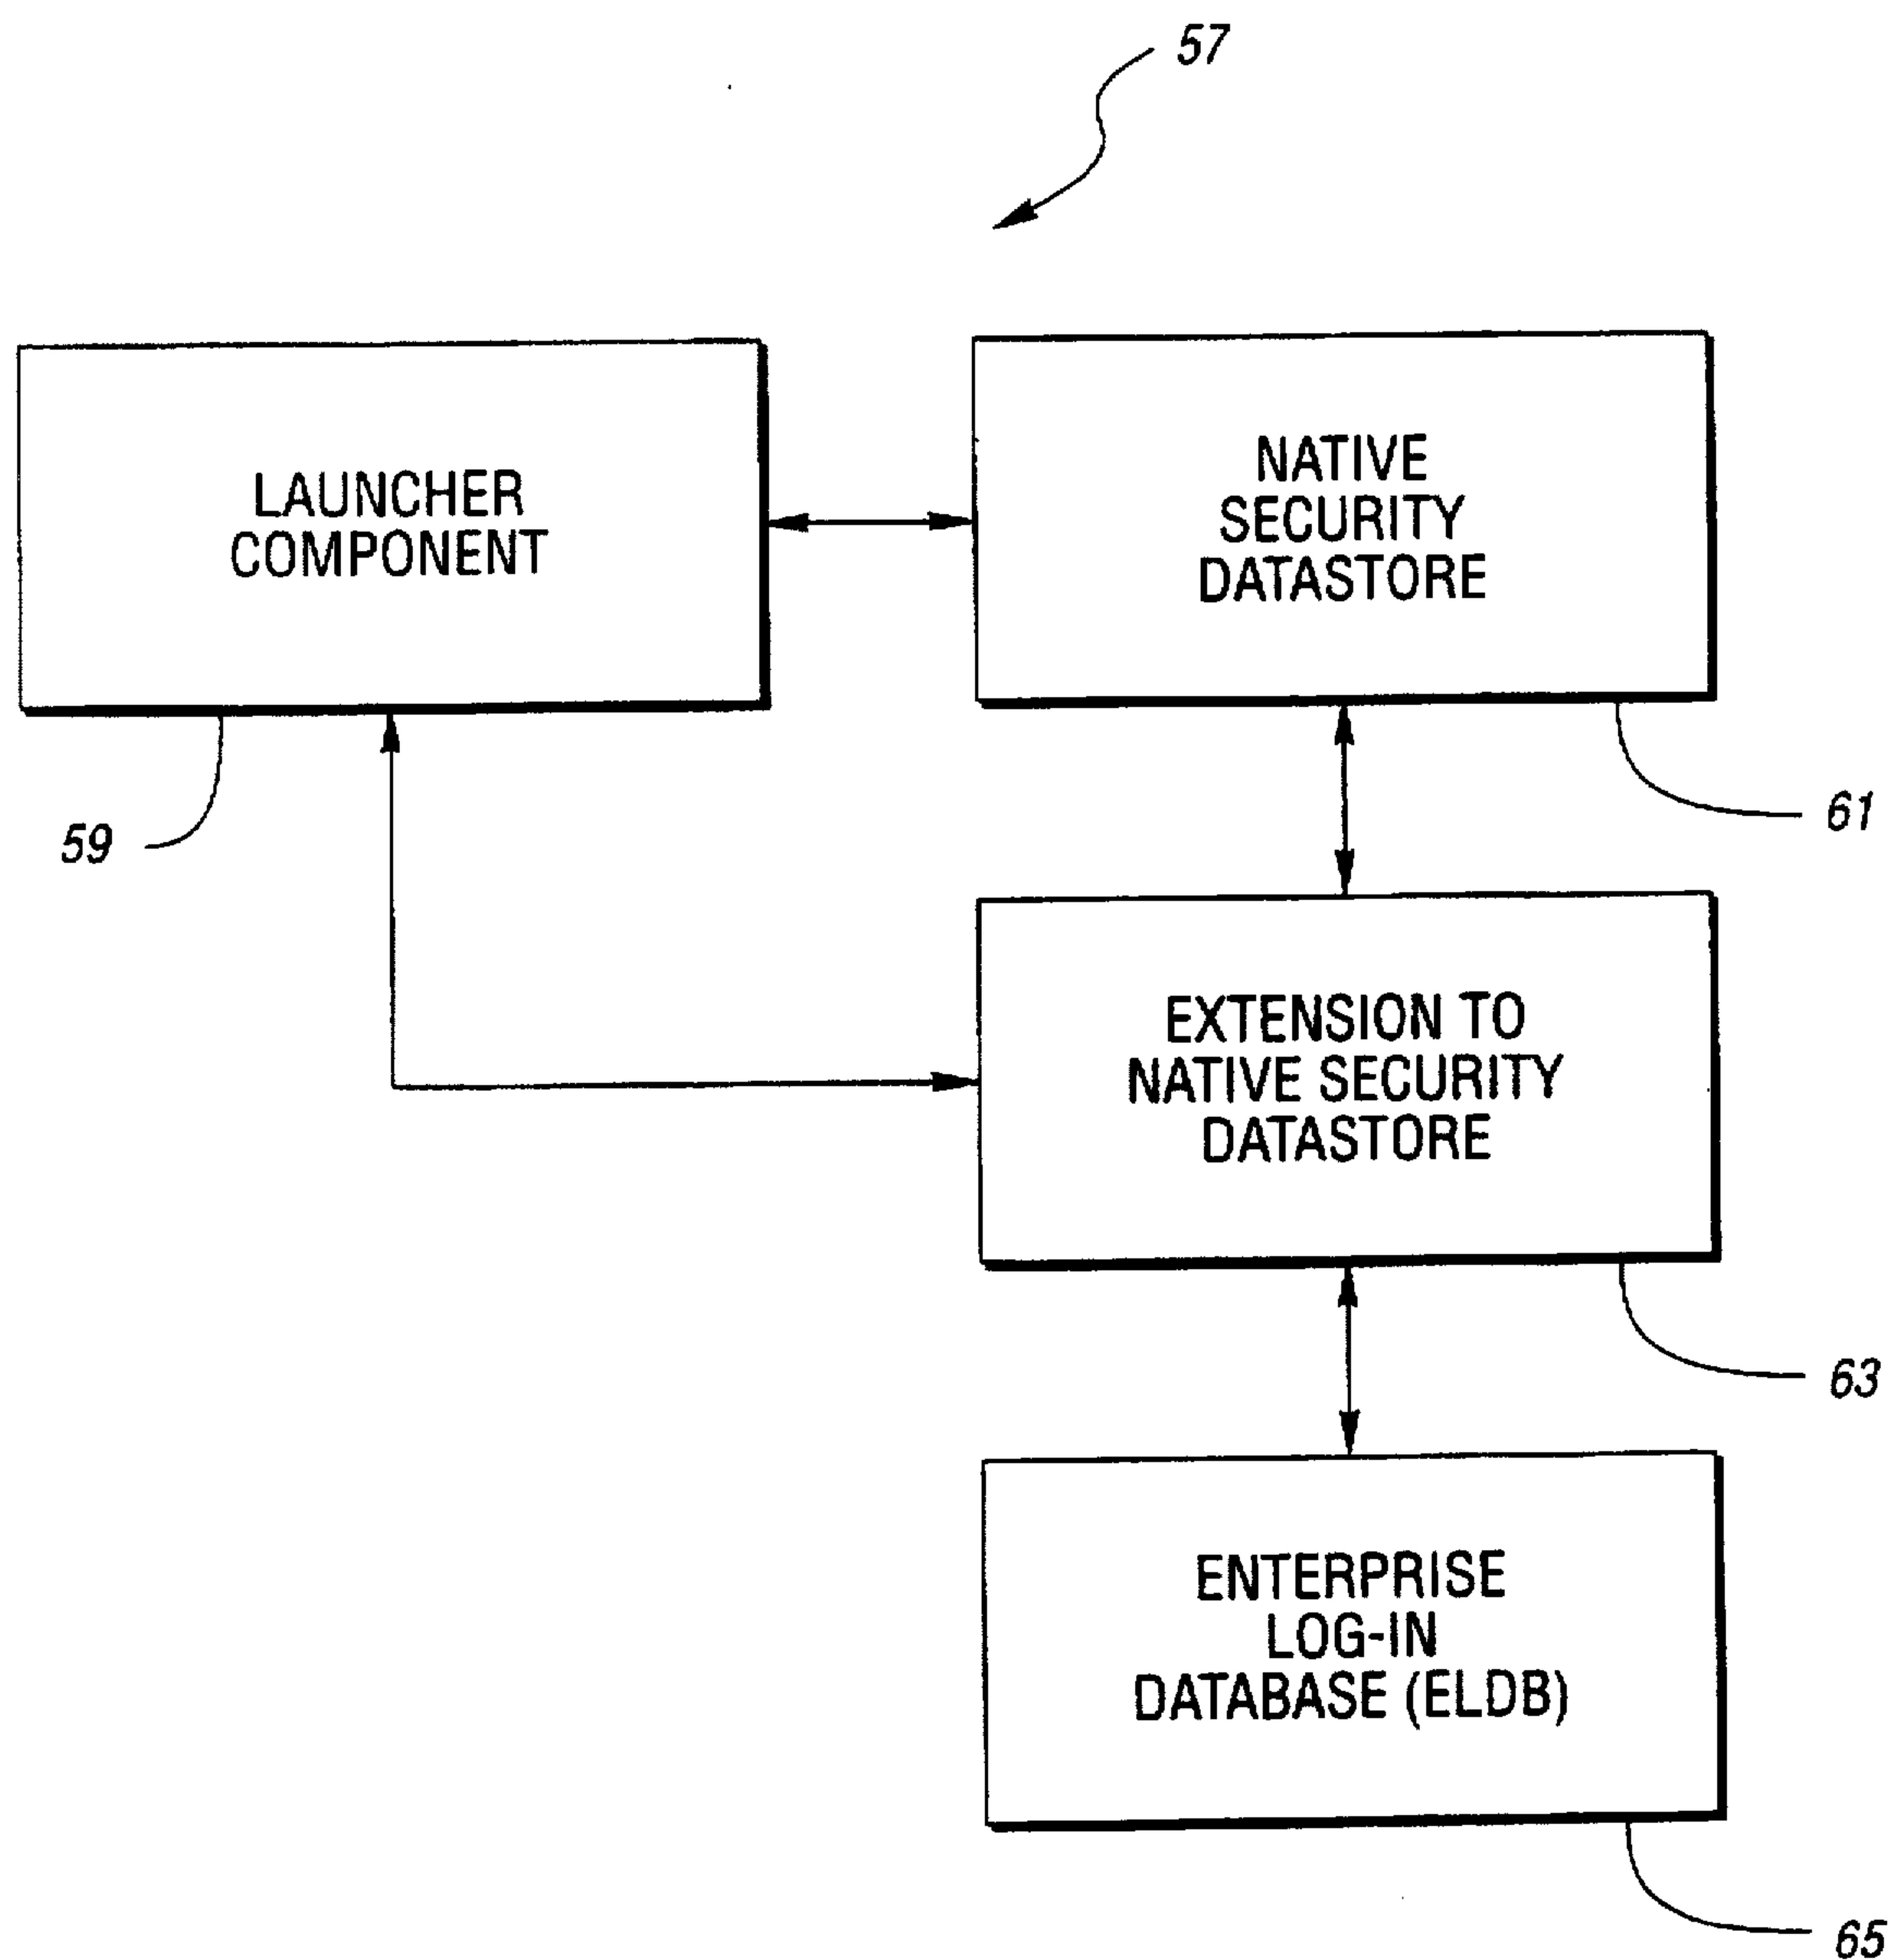 57
LAUNCHER
COMPONENT
NATIVE
SECURITY
DATASTORE
59
61
EXTENSION TO
NATIVE SECURITY
DATASTORE
63
ENTERPRISE
LOG-IN
DATABASE (ELDB)
65